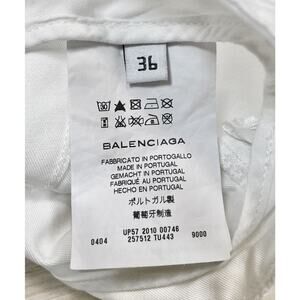 36
BALENCIAGA
FABBRICATO IN PORTOGALLO
MADE IN PORTUGAL
GEMACHT IN PORTUGAL
FABRIQUÉ AU PORTUGAL
HECHO EN PORTUGAL
ポルトガル製
葡萄牙制造
UP57 2010 00746
0404 257512 TU443 9000